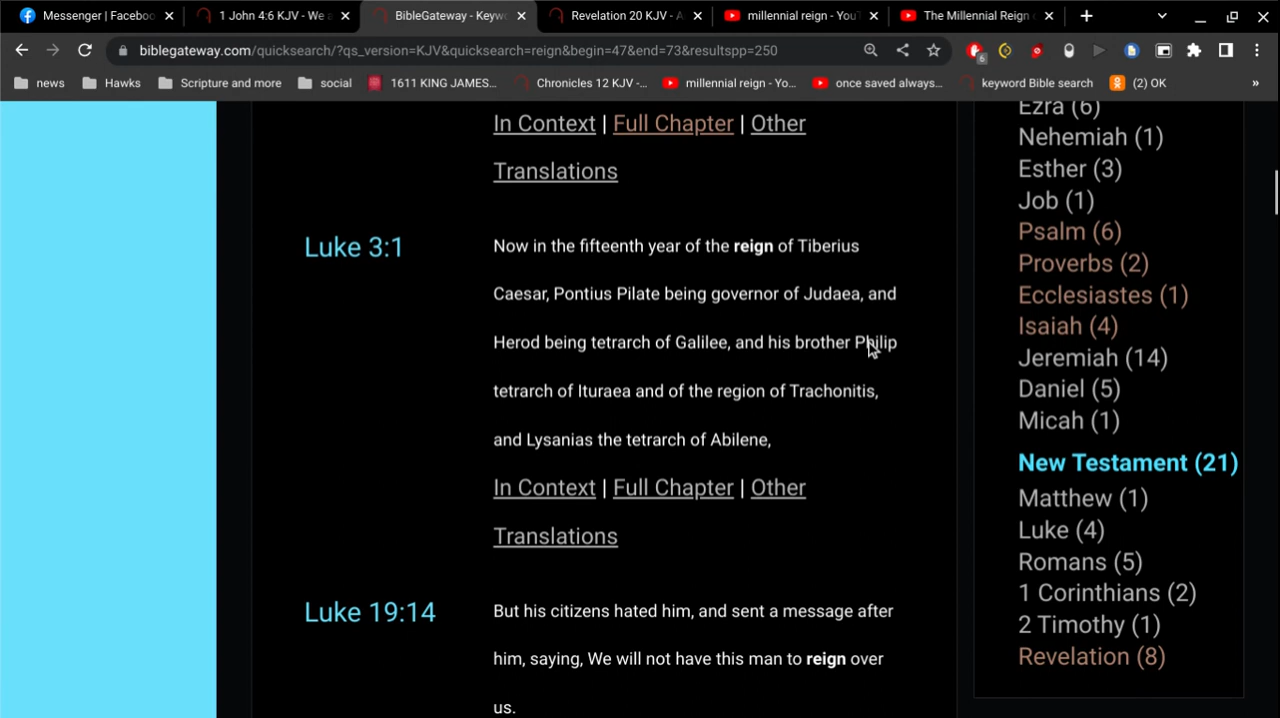 Messenger | Faceboo
1 John 4:6 KJV - We a
BibleGateway - Keywo
Revelation 20 KJV - A
millennial reign - YouT
The Millennial Reign o
biblegateway.com/quicksearch/?qs_version=KJV&quicksearch=reign&begin=47&end=73&resultspp=250
6
news
Hawks
Scripture and more
social
1611 KING JAMES...
Chronicles 12 KJV -...
millennial reign - Yo...
once saved always...
keyword Bible search
(2) OK
»
In Context | Full Chapter | Other
Translations
Luke 3:1
Now in the fifteenth year of the reign of Tiberius
Caesar, Pontius Pilate being governor of Judaea, and
Herod being tetrarch of Galilee, and his brother Philip
tetrarch of Ituraea and of the region of Trachonitis,
and Lysanias the tetrarch of Abilene,
In Context | Full Chapter | Other
Translations
Luke 19:14
But his citizens hated him, and sent a message after
him, saying, We will not have this man to reign over
us.
Ezra (6)
Nehemiah (1)
Esther (3)
Job (1)
Psalm (6)
Proverbs (2)
Ecclesiastes (1)
Isaiah (4)
Jeremiah (14)
Daniel (5)
Micah (1)
New Testament (21)
Matthew (1)
Luke (4)
Romans (5)
1 Corinthians (2)
2 Timothy (1)
Revelation (8)